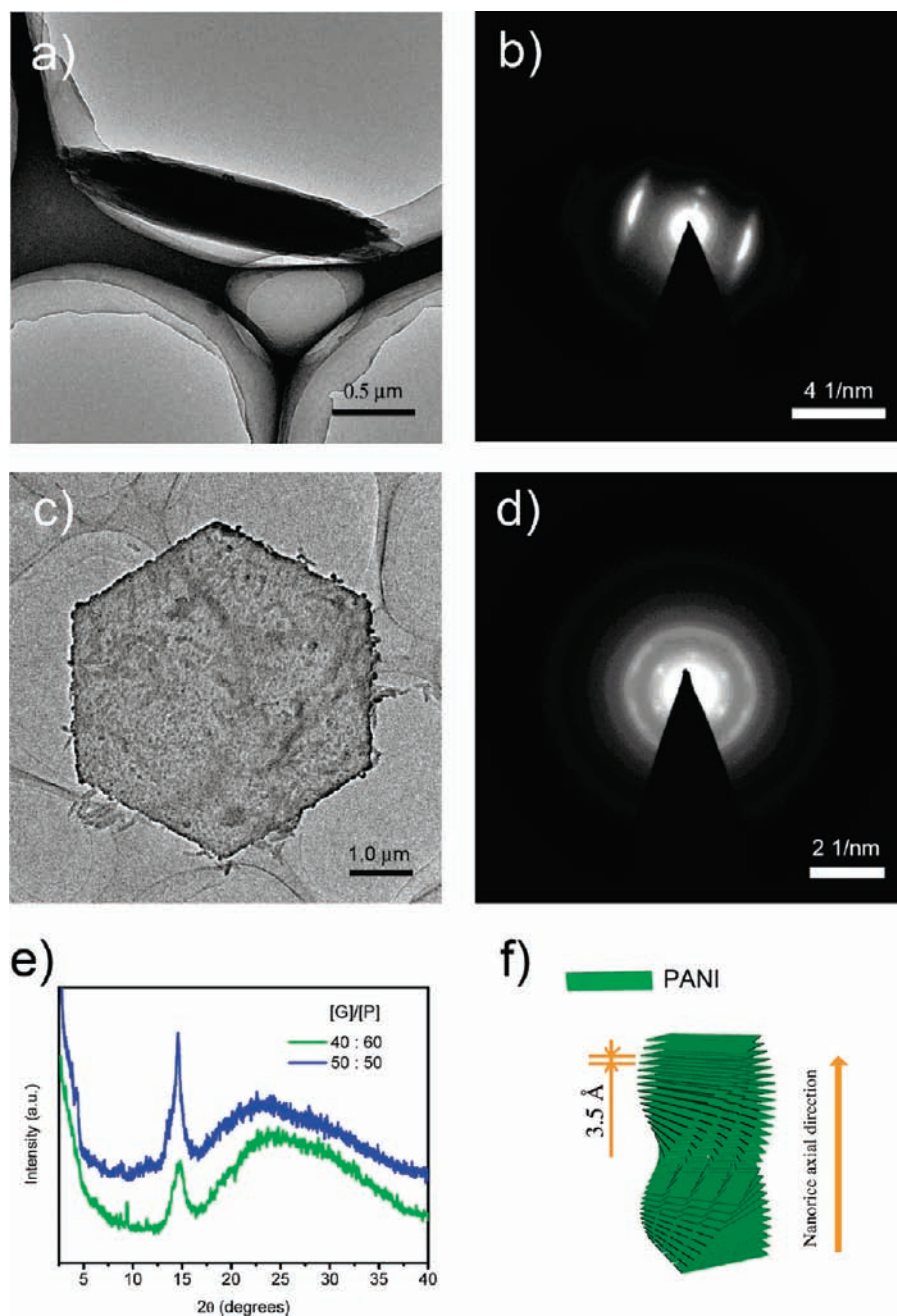 a)
0.5 μm
b)
4 1/nm
c)
1.0 μm
d)
2 1/nm
e)
[G]/[P]
40 : 60
50 : 50
Intensity (a.u.)
5 10 15 20 25 30 35 40
2θ (degrees)
f)
PANI
3.5 Å
Nanorice axial direction